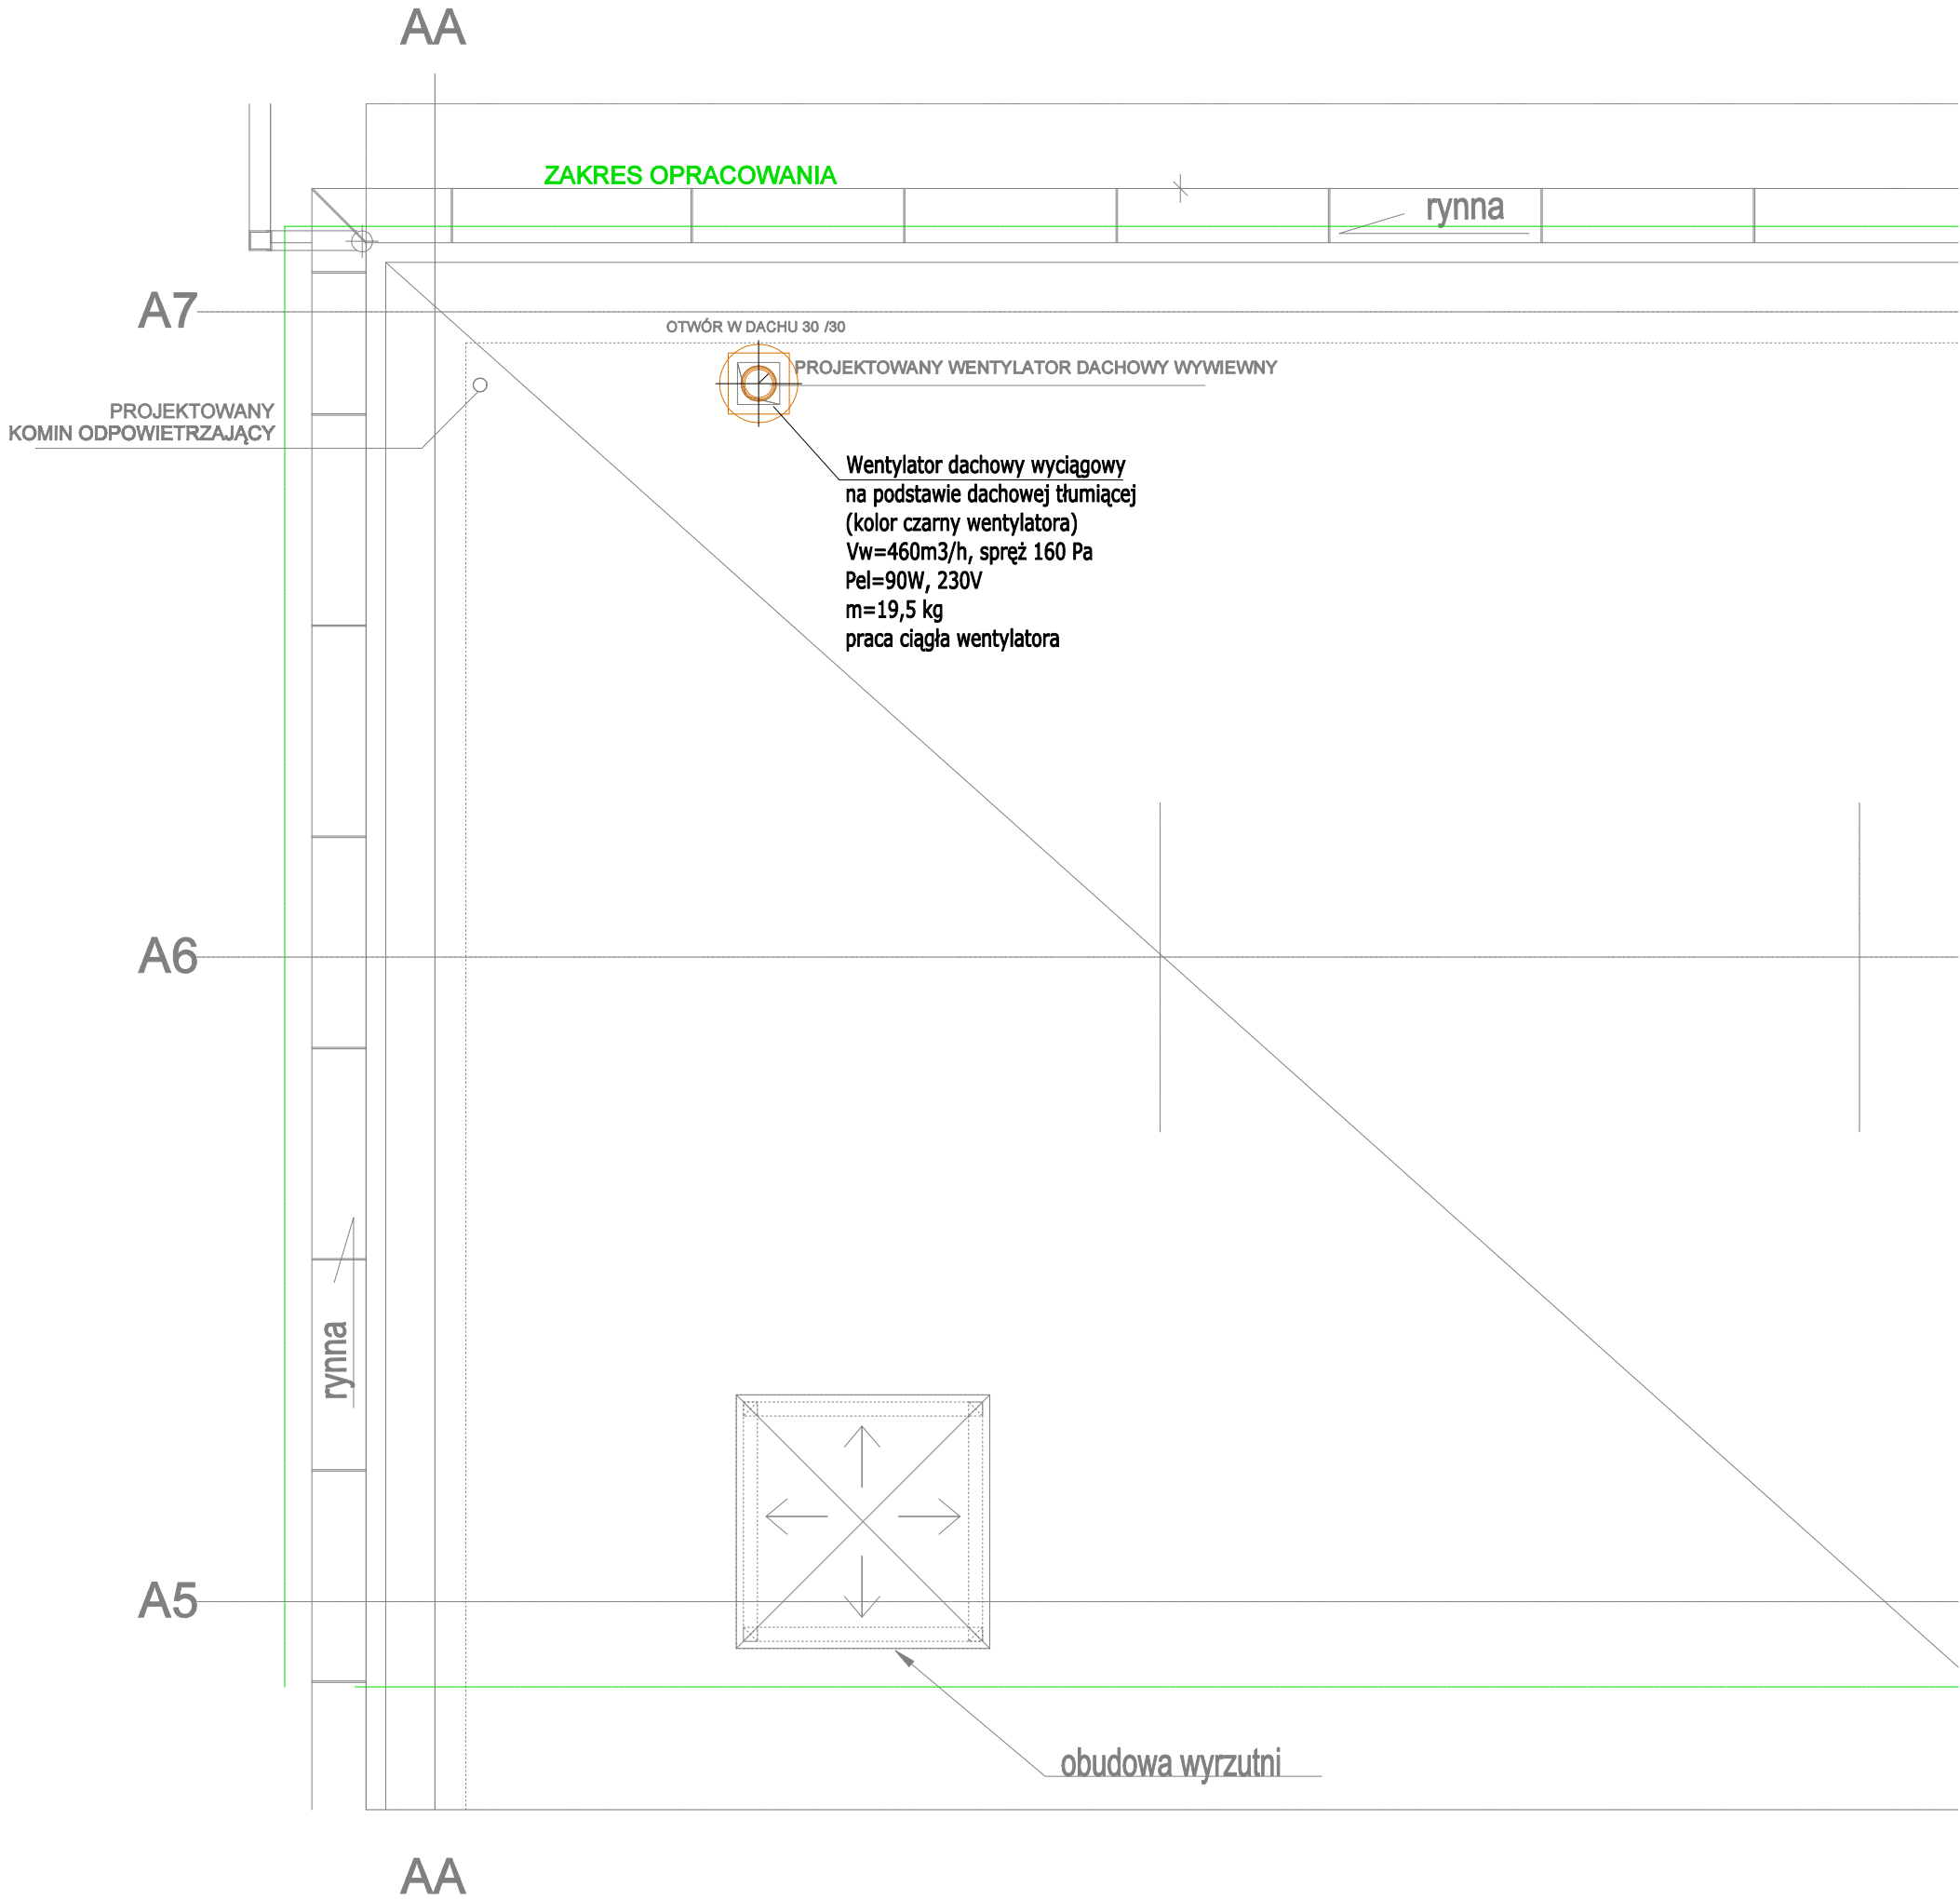 AA
ZAKRES OPRACOWANIA
rynna
A7
OTWÓR W DACHU 30 /30
PROJEKTOWANY WENTYLATOR DACHOWY WYWIEWNY
PROJEKTOWANY
KOMIN ODPOWIETRZAJĄCY
Wentylator dachowy wyciągowy
na podstawie dachowej tłumiącej
(kolor czarny wentylatora)
Vw=460m3/h, spręż 160 Pa
Pel=90W, 230V
m=19,5 kg
praca ciągła wentylatora
A6
rynna
A5
obudowa wyrzutni
AA